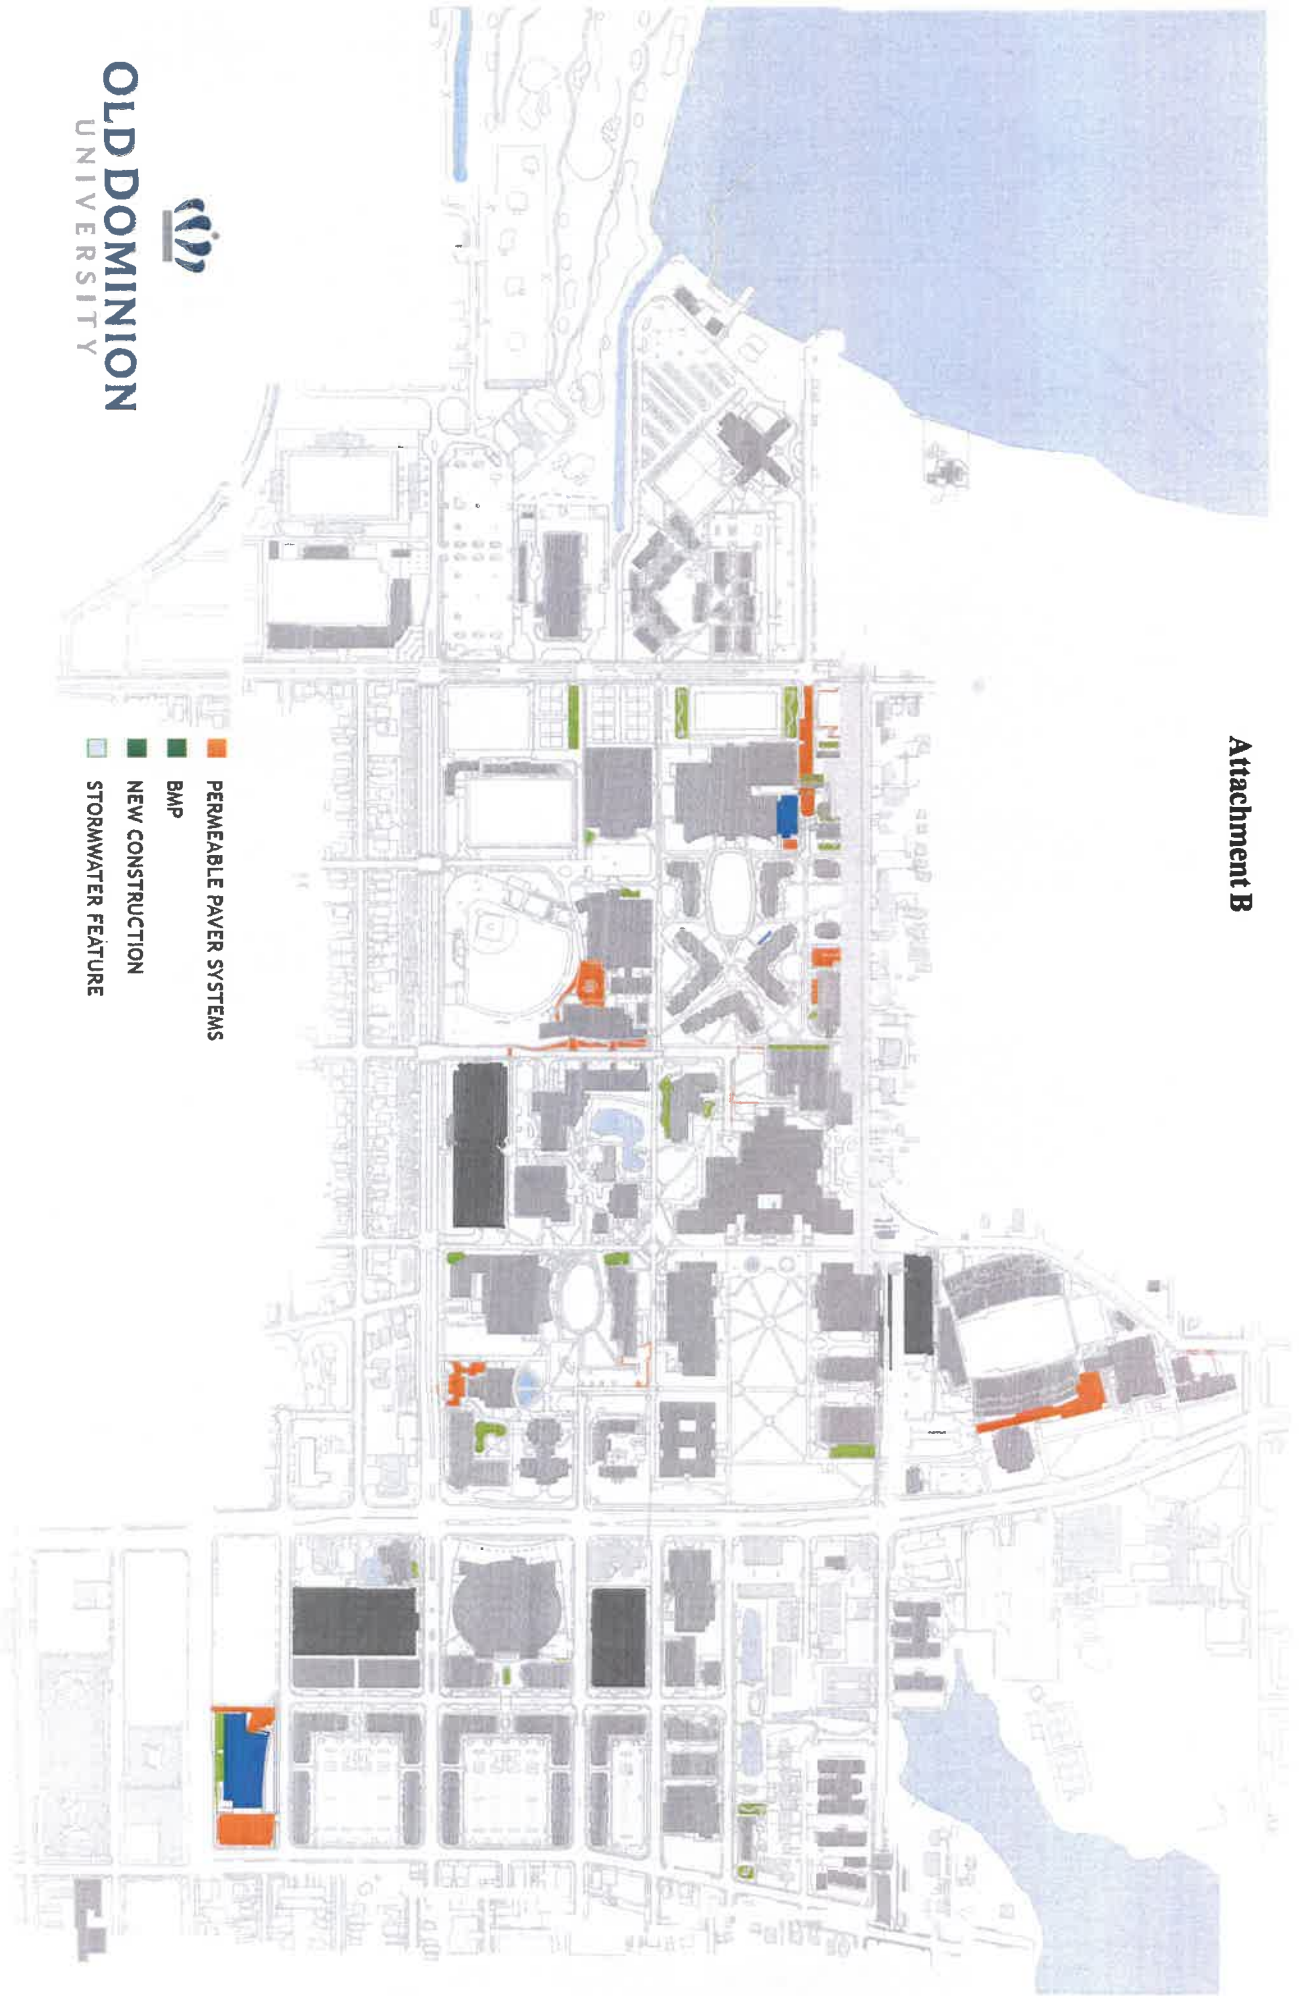 Attachment B
OLD DOMINION
UNIVERSITY
PERMEABLE PAVER SYSTEMS
BMP
NEW CONSTRUCTION
STORMWATER FEATURE